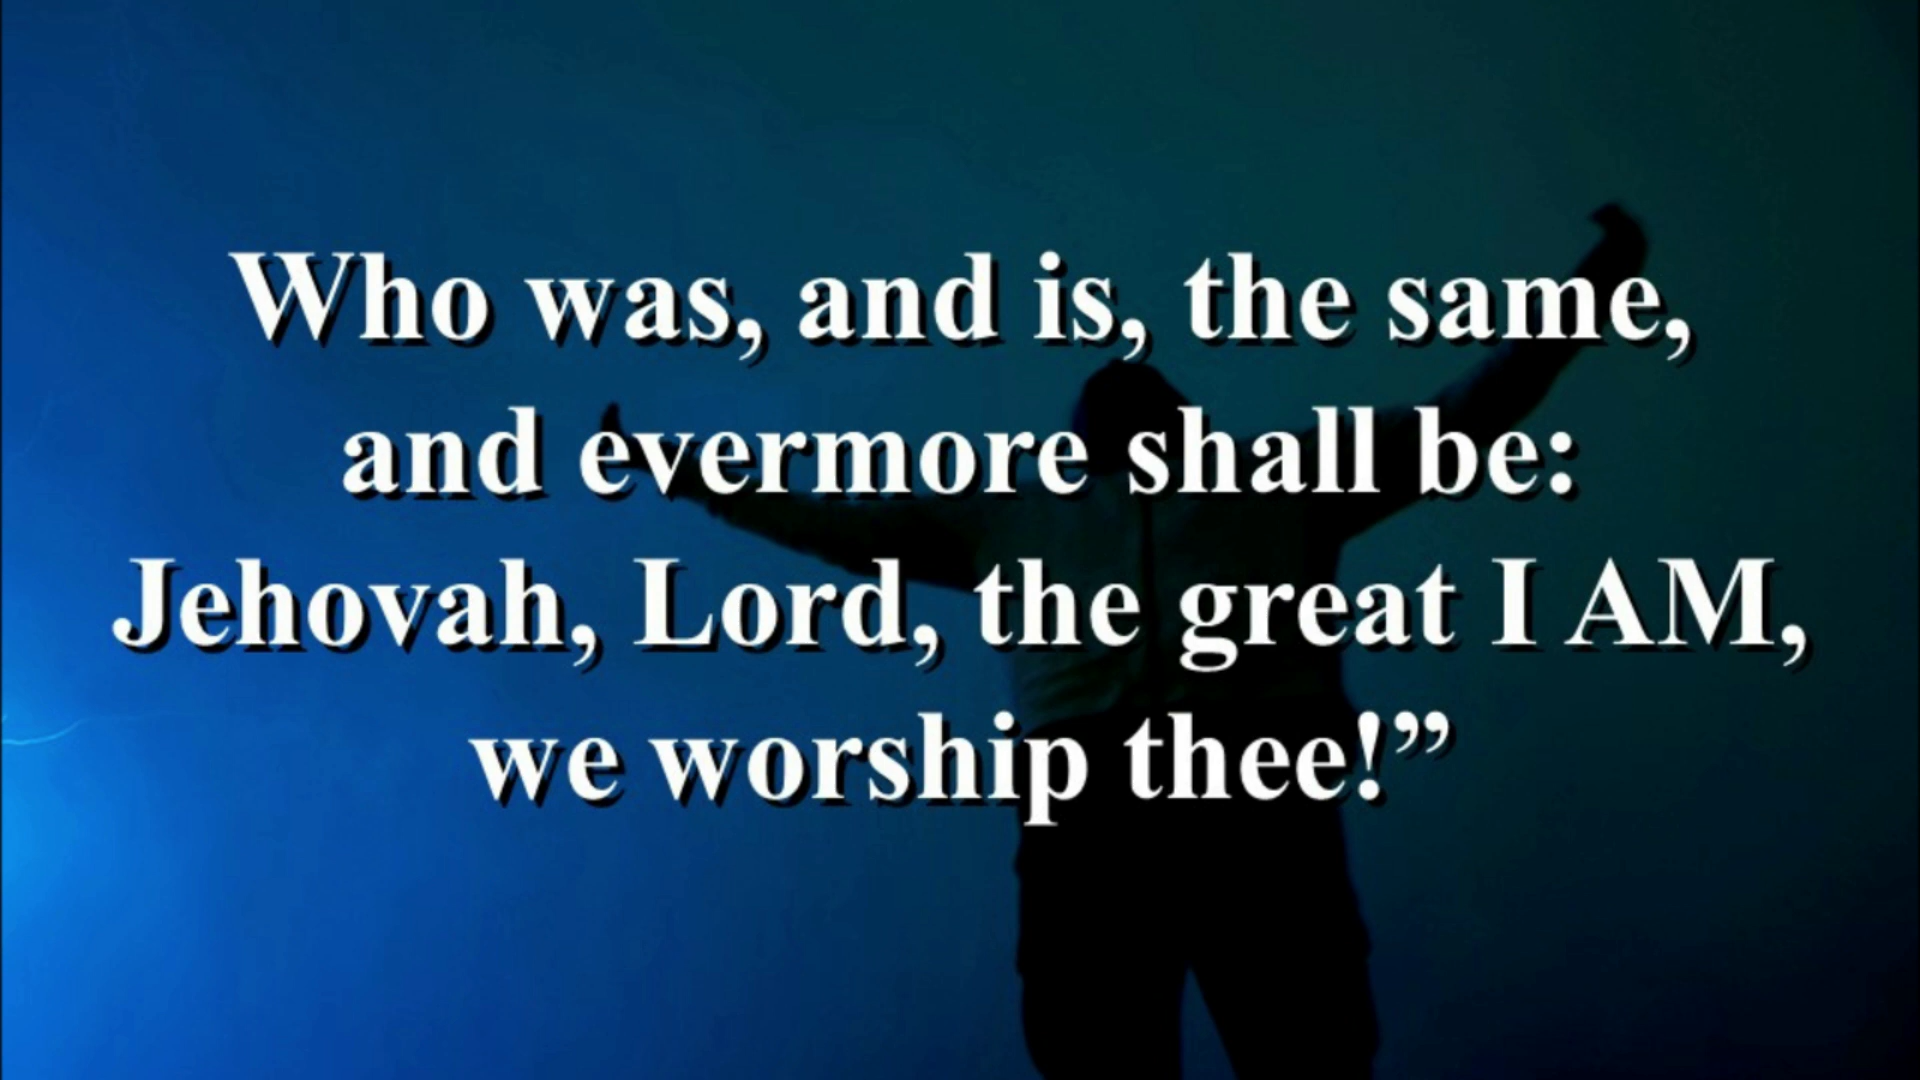 Who was, and is, the same,
and evermore shall be:
Jehovah, Lord, the great I AM,
we worship thee!”